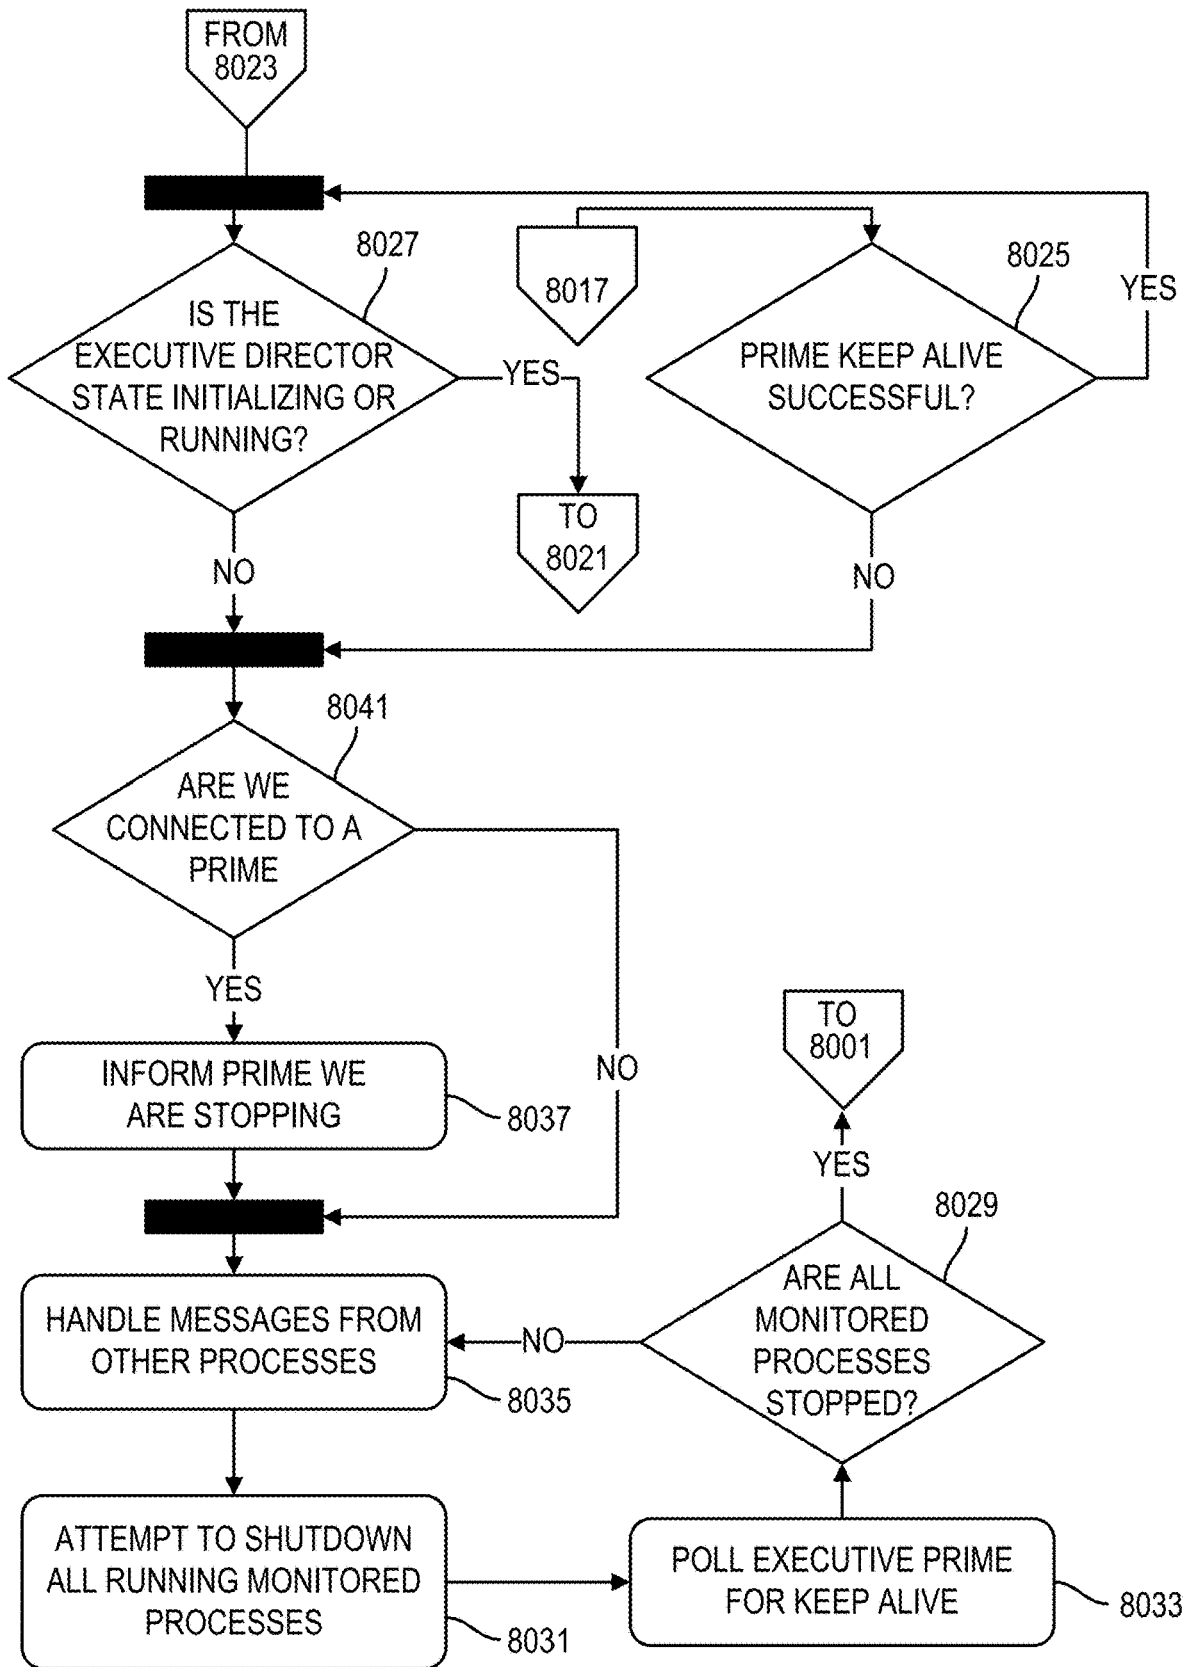 FROM
8023
8027
IS THE
EXECUTIVE DIRECTOR
STATE INITIALIZING OR
RUNNING?
YES
TO
8021
NO
8017
8025
PRIME KEEP ALIVE
SUCCESSFUL?
YES
NO
8041
ARE WE
CONNECTED TO A
PRIME
YES
NO
INFORM PRIME WE
ARE STOPPING
8037
HANDLE MESSAGES FROM
OTHER PROCESSES
8035
ATTEMPT TO SHUTDOWN
ALL RUNNING MONITORED
PROCESSES
8031
POLL EXECUTIVE PRIME
FOR KEEP ALIVE
8033
8029
ARE ALL
MONITORED
PROCESSES
STOPPED?
NO
YES
TO
8001